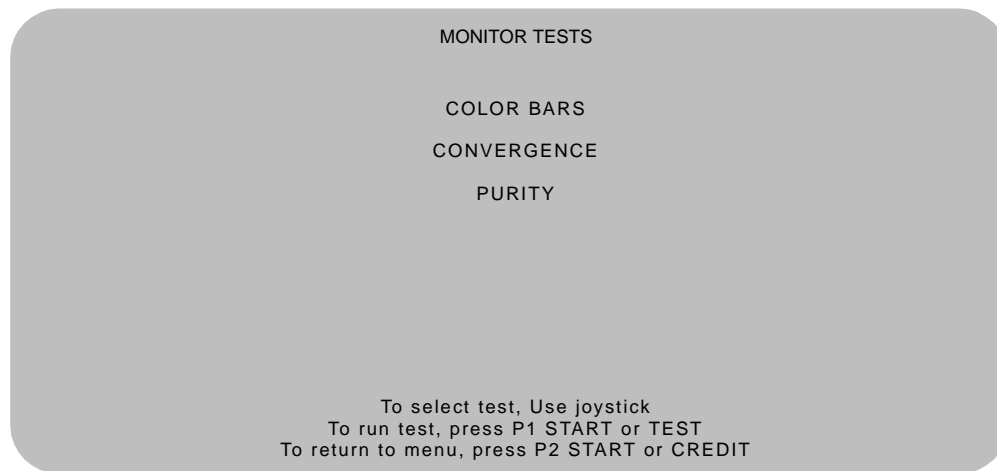 MONITOR TESTS
COLOR BARS
CONVERGENCE
PURITY
To select test, Use joystick
To run test, press P1 START or TEST
To return to menu, press P2 START or CREDIT